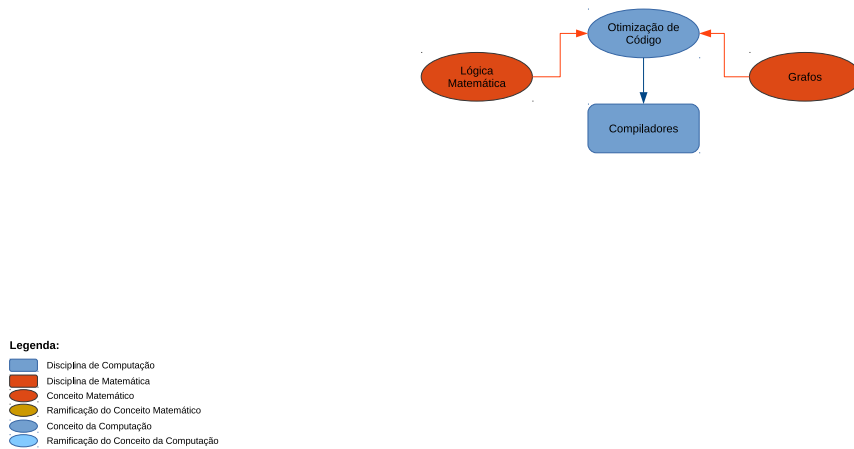 Otimização de
Código
Lógica
Matemática
Grafos
Compiladores
Legenda:
Disciplina de Computação
Disciplina de Matemática
Conceito Matemático
Ramificação do Conceito Matemático
Conceito da Computação
Ramificação do Conceito da Computação